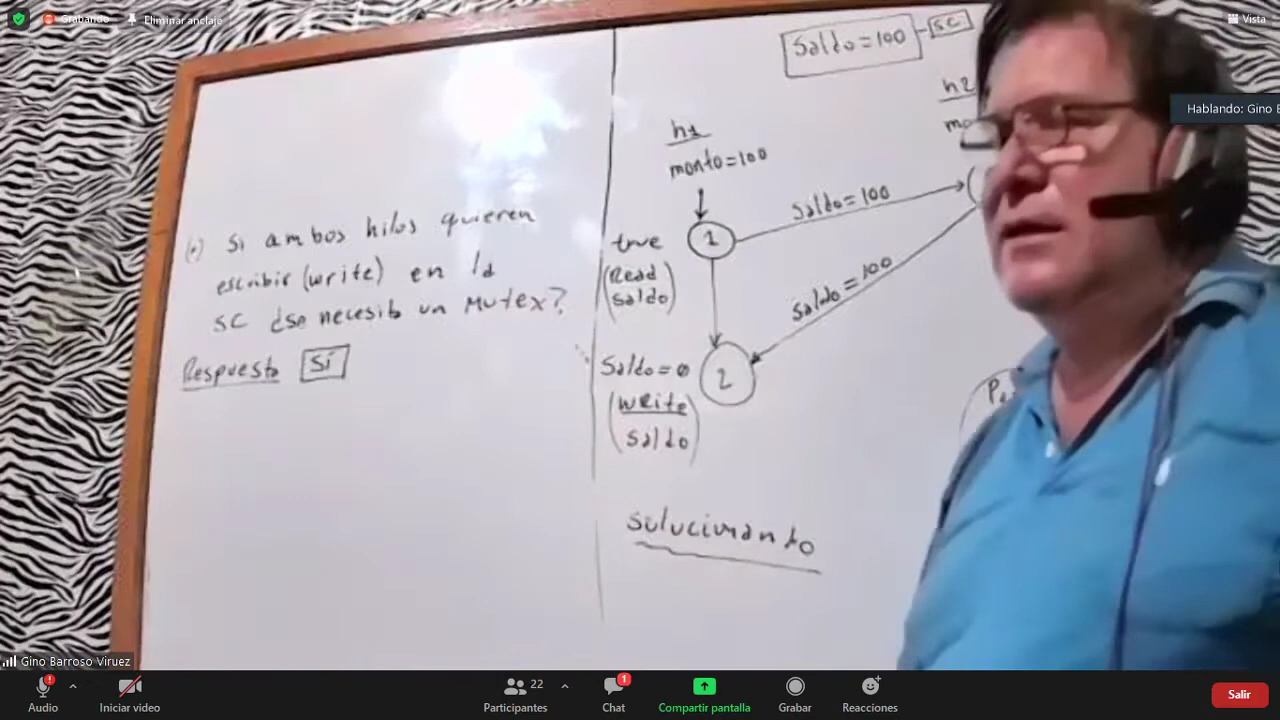 Grabando
Eliminar anclaje
Vista
Hablando: Gino B
Saldo = 100
SC
h1
monto = 100
h2
mo
(*) Si ambos hilos quieren
escribir (write) en la
SC ¿se necesita un Mutex?
Respuesta Sí
true
(Read
saldo)
1
saldo = 100
saldo = 100
Saldo = 0
(write
saldo)
2
solucionando
Gino Barroso Viruez
Audio
Iniciar video
22
Participantes
1
Chat
Compartir pantalla
Grabar
Reacciones
Salir